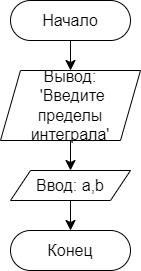 Начало
Вывод:
'Введите
пределы
интеграла'
Ввод: a,b
Конец